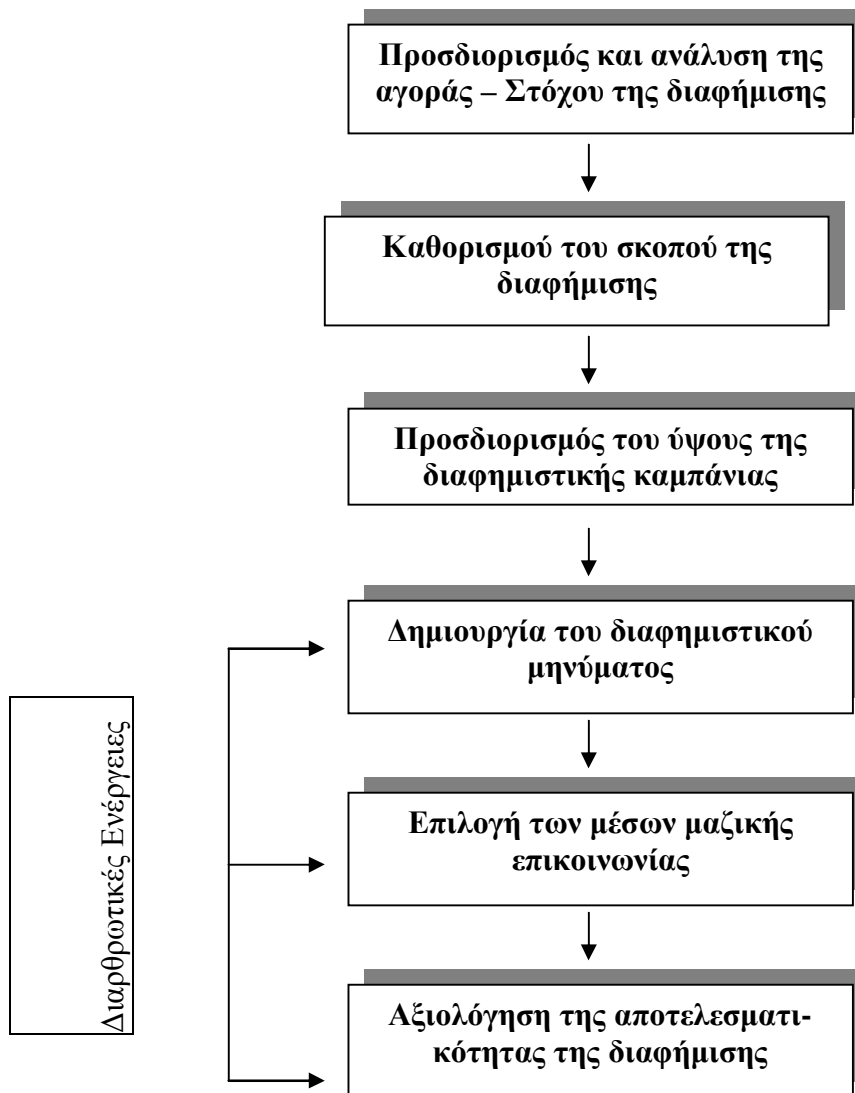 Προσδιορισμός και ανάλυση της
αγοράς – Στόχου της διαφήμισης
Καθορισμού του σκοπού της
διαφήμισης
Προσδιορισμός του ύψους της
διαφημιστικής καμπάνιας
Δημιουργία του διαφημιστικού
μηνύματος
Διαρθρωτικές Ενέργειες
Επιλογή των μέσων μαζικής
επικοινωνίας
Αξιολόγηση της αποτελεσματι-
κότητας της διαφήμισης